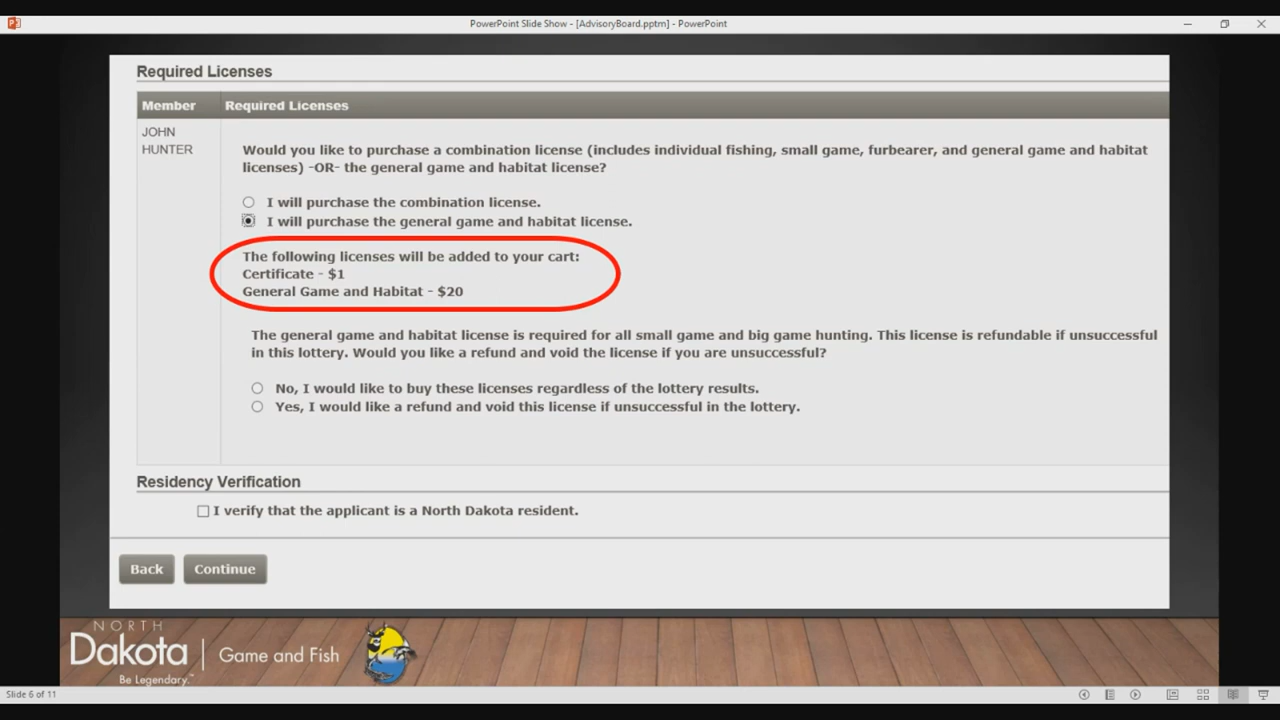 PowerPoint Slide Show - [AdvisoryBoard.pptm] - PowerPoint
Required Licenses
Member Required Licenses
JOHN
HUNTER
Would you like to purchase a combination license (includes individual fishing, small game, furbearer, and general game and habitat
licenses) -OR- the general game and habitat license?
I will purchase the combination license.
I will purchase the general game and habitat license.
The following licenses will be added to your cart:
Certificate - $1
General Game and Habitat - $20
The general game and habitat license is required for all small game and big game hunting. This license is refundable if unsuccessful
in this lottery. Would you like a refund and void the license if you are unsuccessful?
No, I would like to buy these licenses regardless of the lottery results.
Yes, I would like a refund and void this license if unsuccessful in the lottery.
Residency Verification
I verify that the applicant is a North Dakota resident.
Back Continue
NORTH
Dakota Game and Fish
Be Legendary.™
Slide 6 of 11